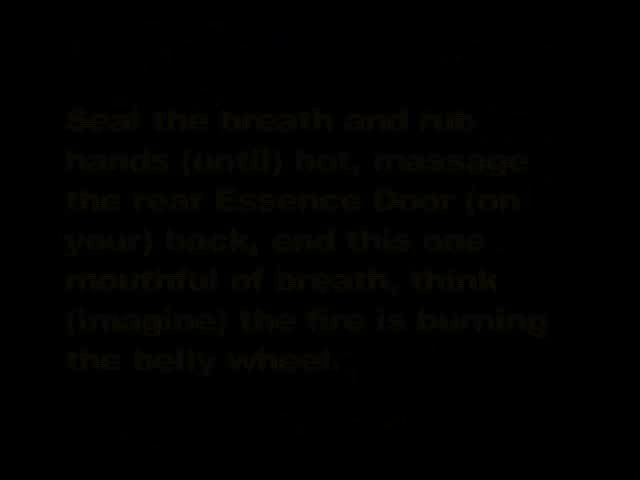 Seal the breath and rub
hands (until) hot, massage
the rear Essence Door (on
your) back, end this one
mouthful of breath, think
(imagine) the fire is burning
the belly wheel.